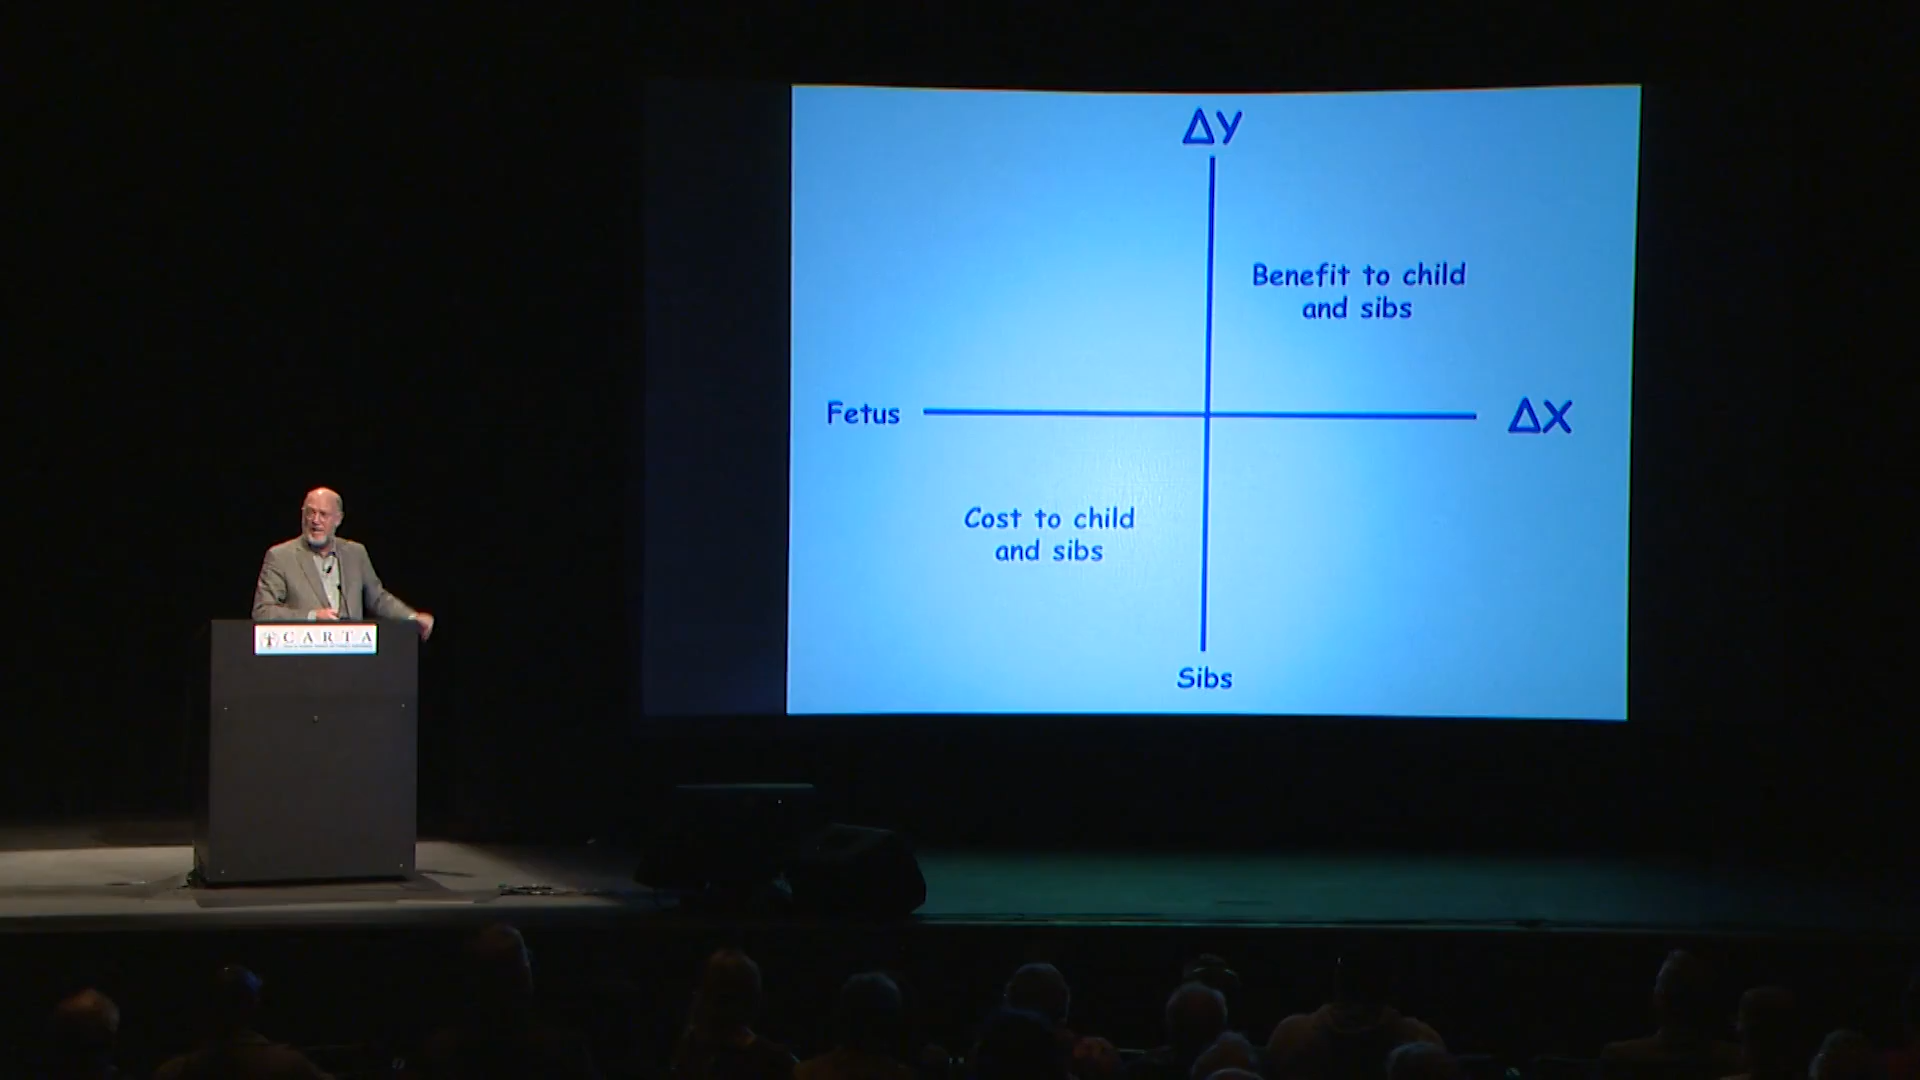 ΔY
Benefit to child
and sibs
Fetus
ΔX
Cost to child
and sibs
Sibs
CARTA